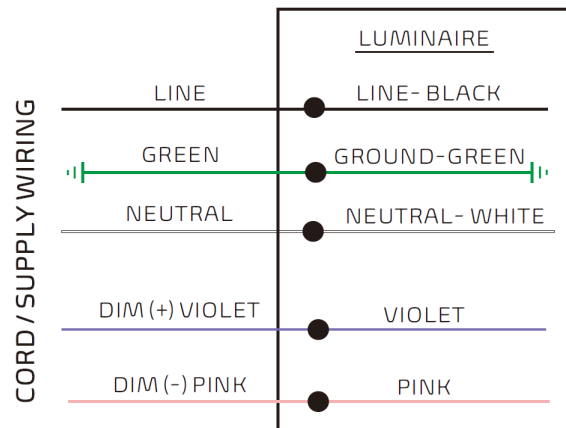 LUMINAIRE
CORD / SUPPLY WIRING
LINE
LINE- BLACK
GREEN
GROUND-GREEN
NEUTRAL
NEUTRAL- WHITE
DIM (+) VIOLET
VIOLET
DIM (-) PINK
PINK